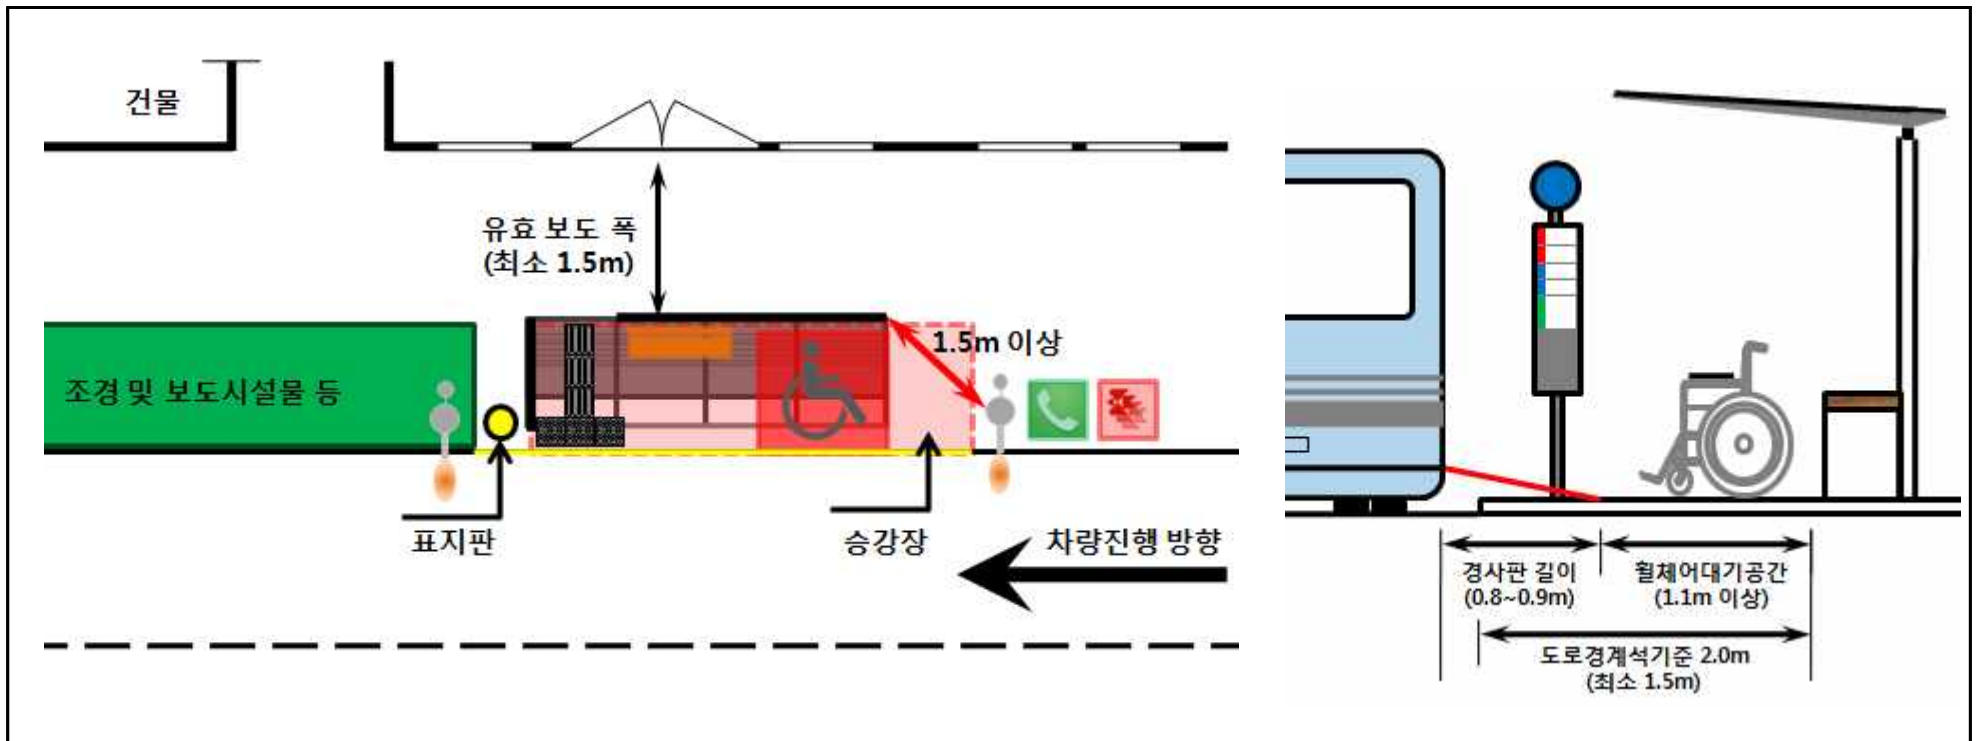 건물
유효 보도 폭
(최소 1.5m)
1.5m 이상
조경 및 보도시설물 등
표지판
승강장
차량진행 방향
경사판 길이
(0.8~0.9m)
휠체어대기공간
(1.1m 이상)
도로경계석기준 2.0m
(최소 1.5m)